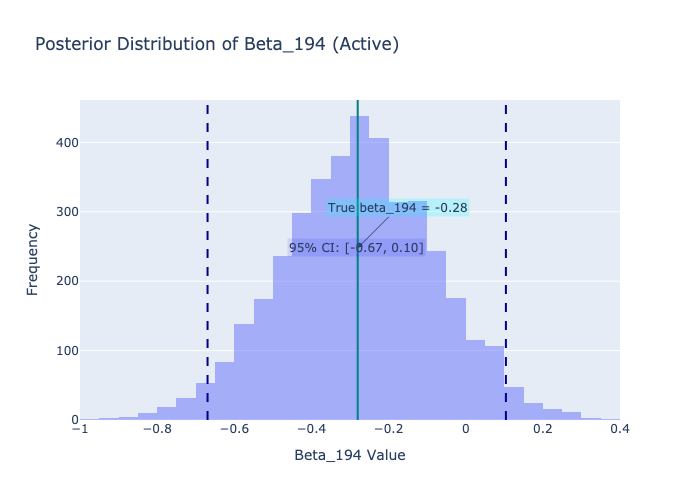 Posterior Distribution of Beta_194 (Active)
400
True beta_194 = -0.28
300
95% CI: [-0.67, 0.10]
200
100
0
−1 −0.8 −0.6 −0.4 −0.2 0 0.2 0.4
Frequency
Beta_194 Value